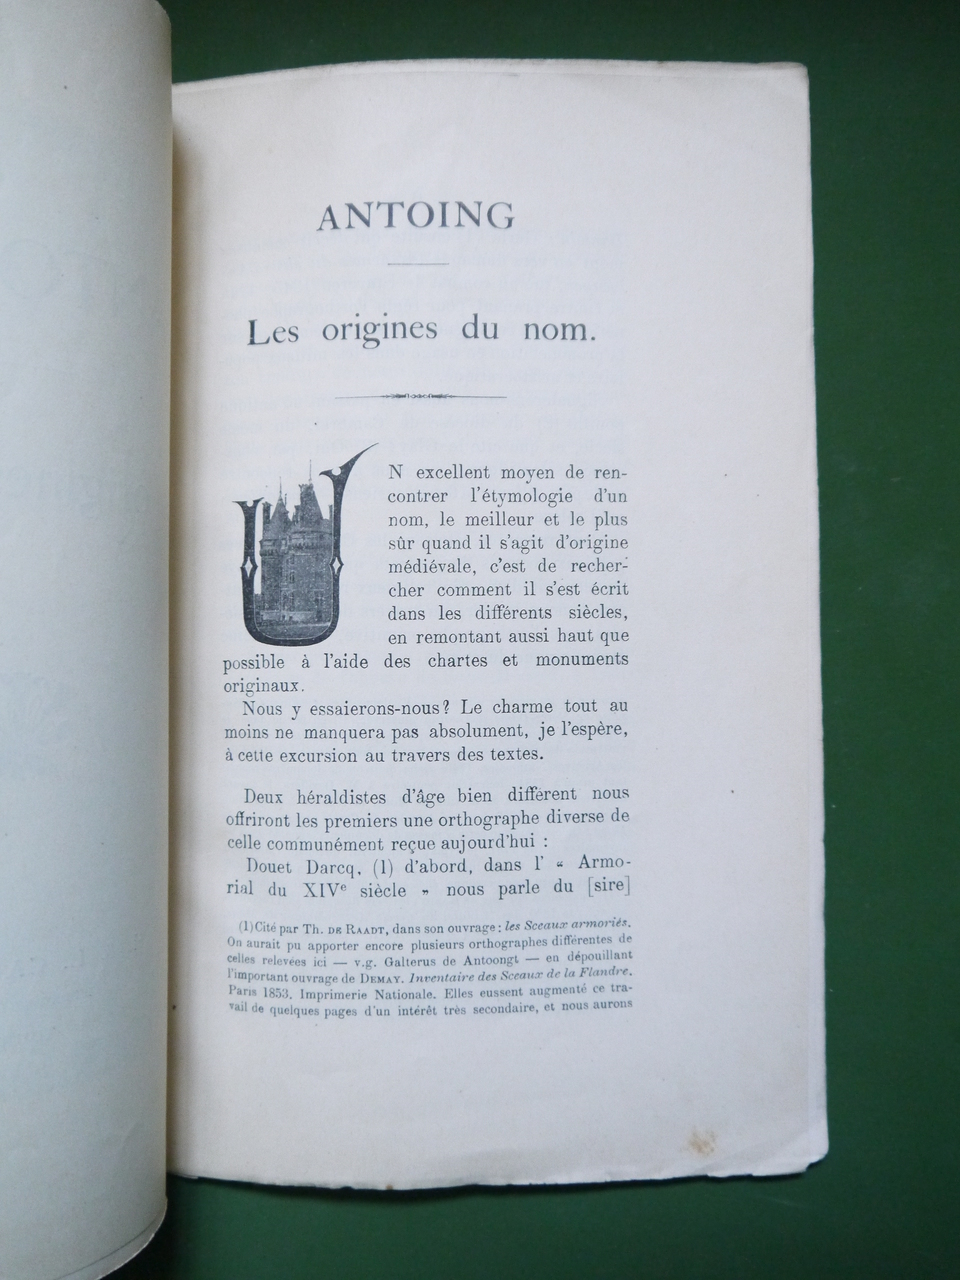 ANTOING
Les origines du nom.
UN excellent moyen de ren-
contrer l'étymologie d'un
nom, le meilleur et le plus
sûr quand il s'agit d'origine
médiévale, c'est de recher-
cher comment il s'est écrit
dans les différents siècles,
en remontant aussi haut que
possible à l'aide des chartes et monuments
originaux.
Nous y essaierons-nous? Le charme tout au
moins ne manquera pas absolument, je l'espère,
à cette excursion au travers des textes.
Deux héraldistes d'âge bien différent nous
offriront les premiers une orthographe diverse de
celle communément reçue aujourd'hui :
Douet Darcq, (1) d'abord, dans l' “ Armo-
rial du XIVe siècle „ nous parle du [sire]
(1) Cité par Th. DE RAADT, dans son ouvrage : les Sceaux armoriés.
On aurait pu apporter encore plusieurs orthographes différentes de
celles relevées ici — v.g. Galterus de Antoongt — en dépouillant
l'important ouvrage de DEMAY. Inventaire des Sceaux de la Flandre.
Paris 1853. Imprimerie Nationale. Elles eussent augmenté ce tra-
vail de quelques pages d'un intérêt très secondaire, et nous aurons